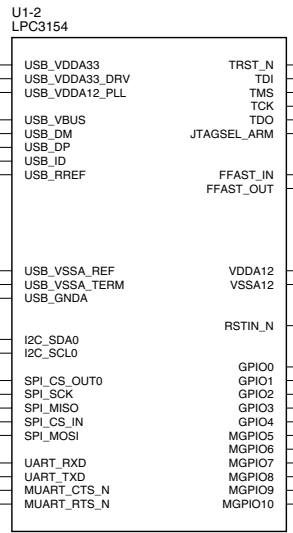 U1-2
LPC3154
USB_VDDA33 TRST_N
USB_VDDA33_DRV TDI
USB_VDDA12_PLL TMS
TCK
USB_VBUS TDO
USB_DM JTAGSEL_ARM
USB_DP
USB_ID
USB_RREF FFAST_IN
FFAST_OUT
USB_VSSA_REF VDDA12
USB_VSSA_TERM VSSA12
USB_GNDA
RSTIN_N
I2C_SDA0
I2C_SCL0
GPIO0
SPI_CS_OUT0 GPIO1
SPI_SCK GPIO2
SPI_MISO GPIO3
SPI_CS_IN GPIO4
SPI_MOSI MGPIO5
MGPIO6
UART_RXD MGPIO7
UART_TXD MGPIO8
MUART_CTS_N MGPIO9
MUART_RTS_N MGPIO10